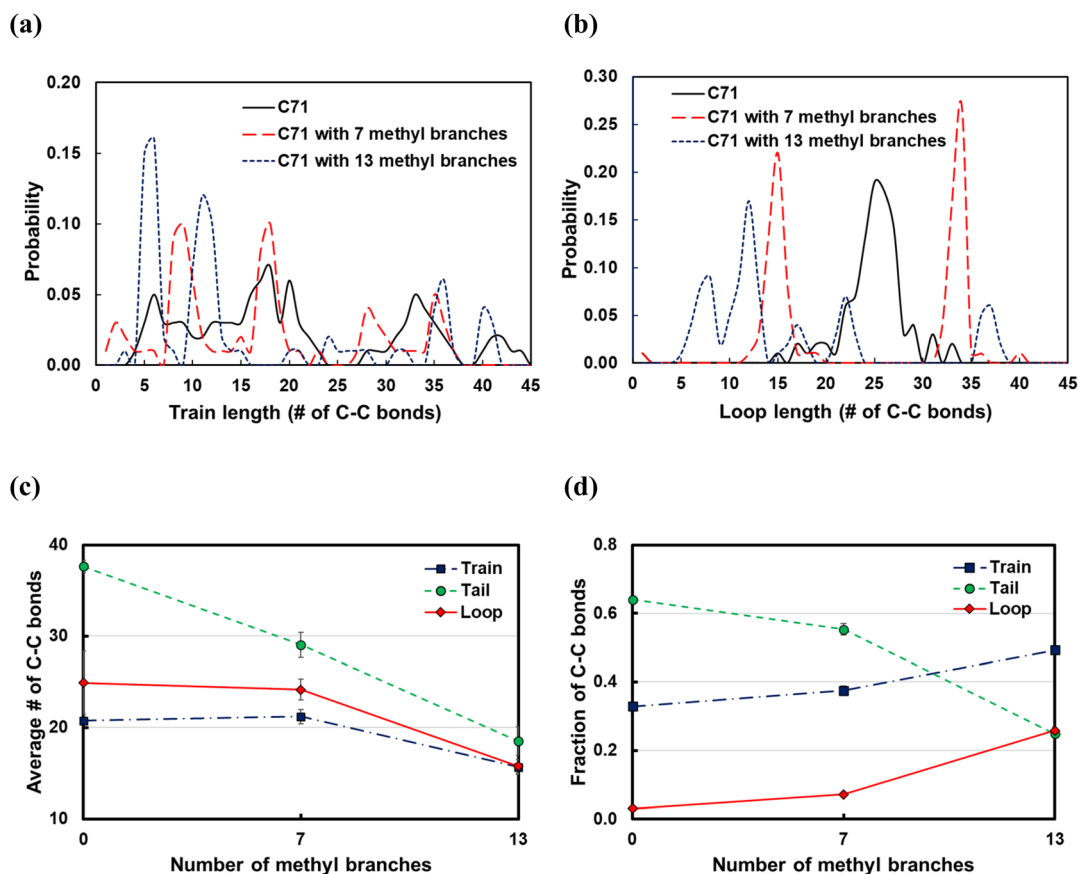 (a)
0.20
0.15
0.10
0.05
0.00
Probability
C71
C71 with 7 methyl branches
C71 with 13 methyl branches
0 5 10 15 20 25 30 35 40 45
Train length (# of C-C bonds)
(b)
0.30
0.25
0.20
0.15
0.10
0.05
0.00
Probability
C71
C71 with 7 methyl branches
C71 with 13 methyl branches
0 5 10 15 20 25 30 35 40 45
Loop length (# of C-C bonds)
(c)
40
30
20
10
Average # of C-C bonds
Train
Tail
Loop
0 7 13
Number of methyl branches
(d)
0.8
0.6
0.4
0.2
0.0
Fraction of C-C bonds
Train
Tail
Loop
0 7 13
Number of methyl branches